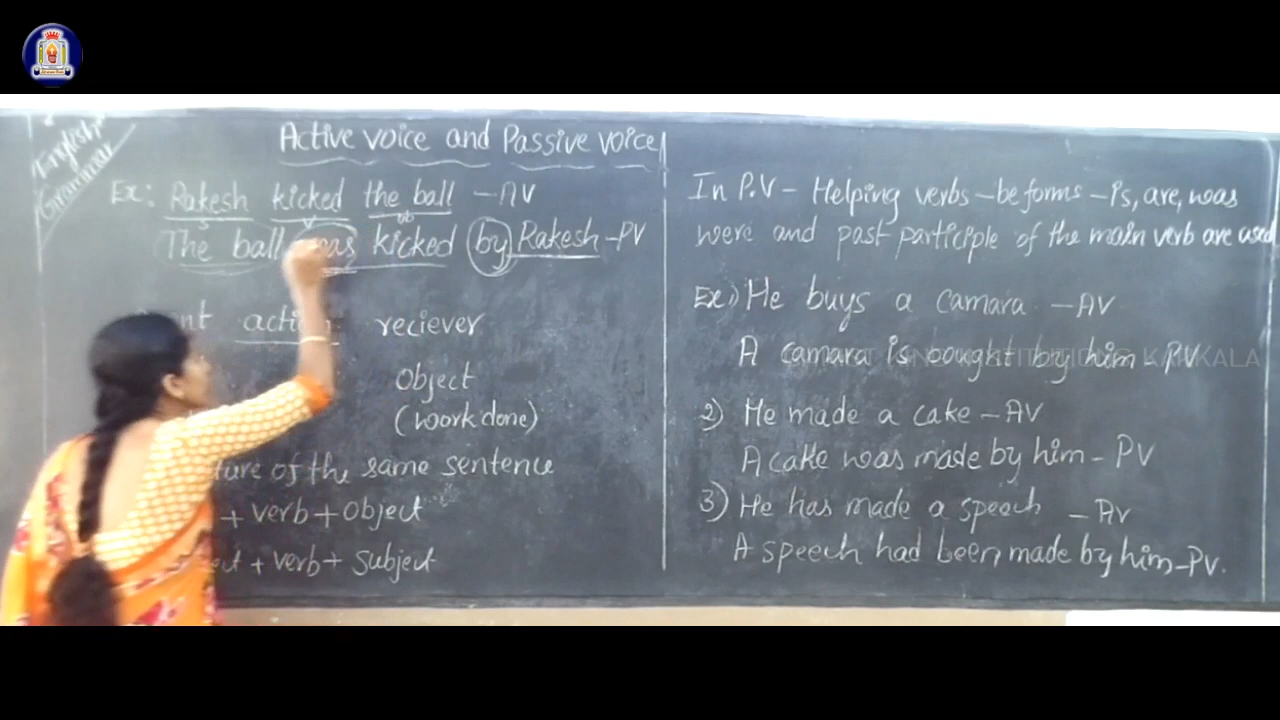 English
Grammar
Active voice and Passive voice
Ex: Rakesh kicked the ball - AV
S V ob
The ball was kicked by Rakesh - PV
action reciever
Object
(work done)
of the same sentence
+ verb + Object
+ verb + Subject
In P.V - Helping verbs - be forms - is, are, was
were and past participle of the main verb are used
Ex:1) He buys a camara - AV
A camara is bought by him - PV
2) He made a cake - AV
A cake was made by him - PV
3) He has made a speech - AV
A speech had been made by him - PV.